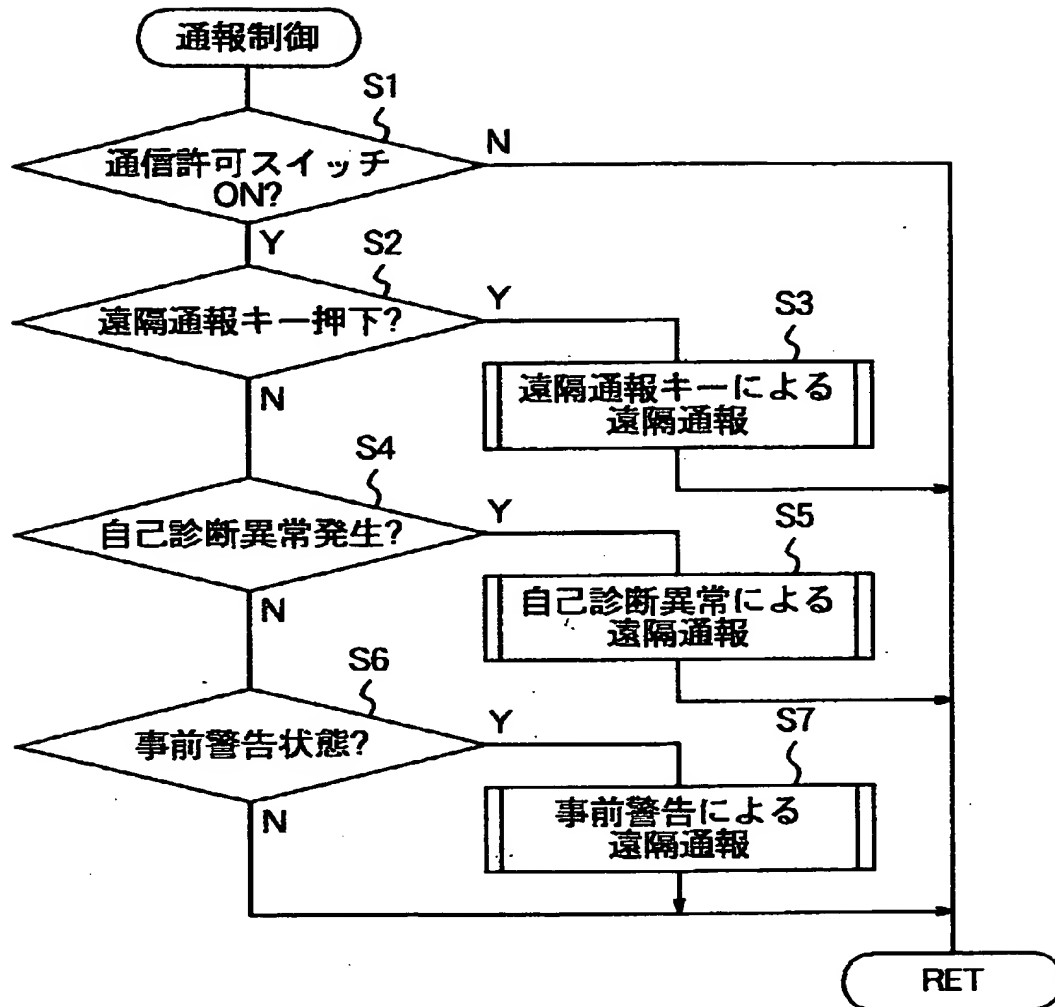 通報制御
S1
通信許可スイッチ
ON?
N
Y
S2
遠隔通報キー押下?
Y
N
S3
遠隔通報キーによる
遠隔通報
S4
自己診断異常発生?
Y
N
S5
自己診断異常による
遠隔通報
S6
事前警告状態?
Y
N
S7
事前警告による
遠隔通報
RET